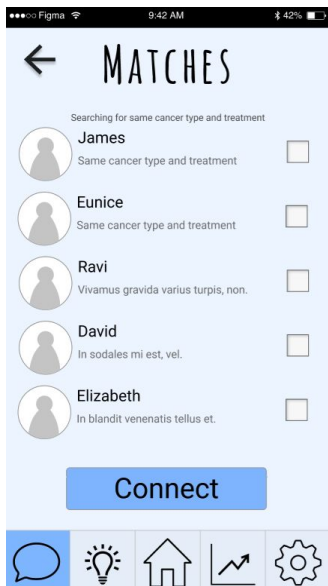 ●●●○○ Figma 9:42 AM 42%
MATCHES
Searching for same cancer type and treatment
James
Same cancer type and treatment
Eunice
Same cancer type and treatment
Ravi
Vivamus gravida varius turpis, non.
David
In sodales mi est, vel.
Elizabeth
In blandit venenatis tellus et.
Connect